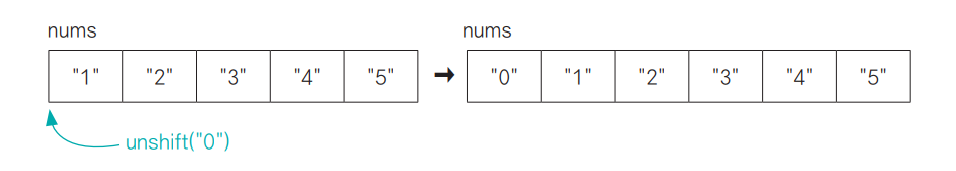 nums
nums
"1" "2" "3" "4" "5" ➡ "0" "1" "2" "3" "4" "5"
unshift("0")